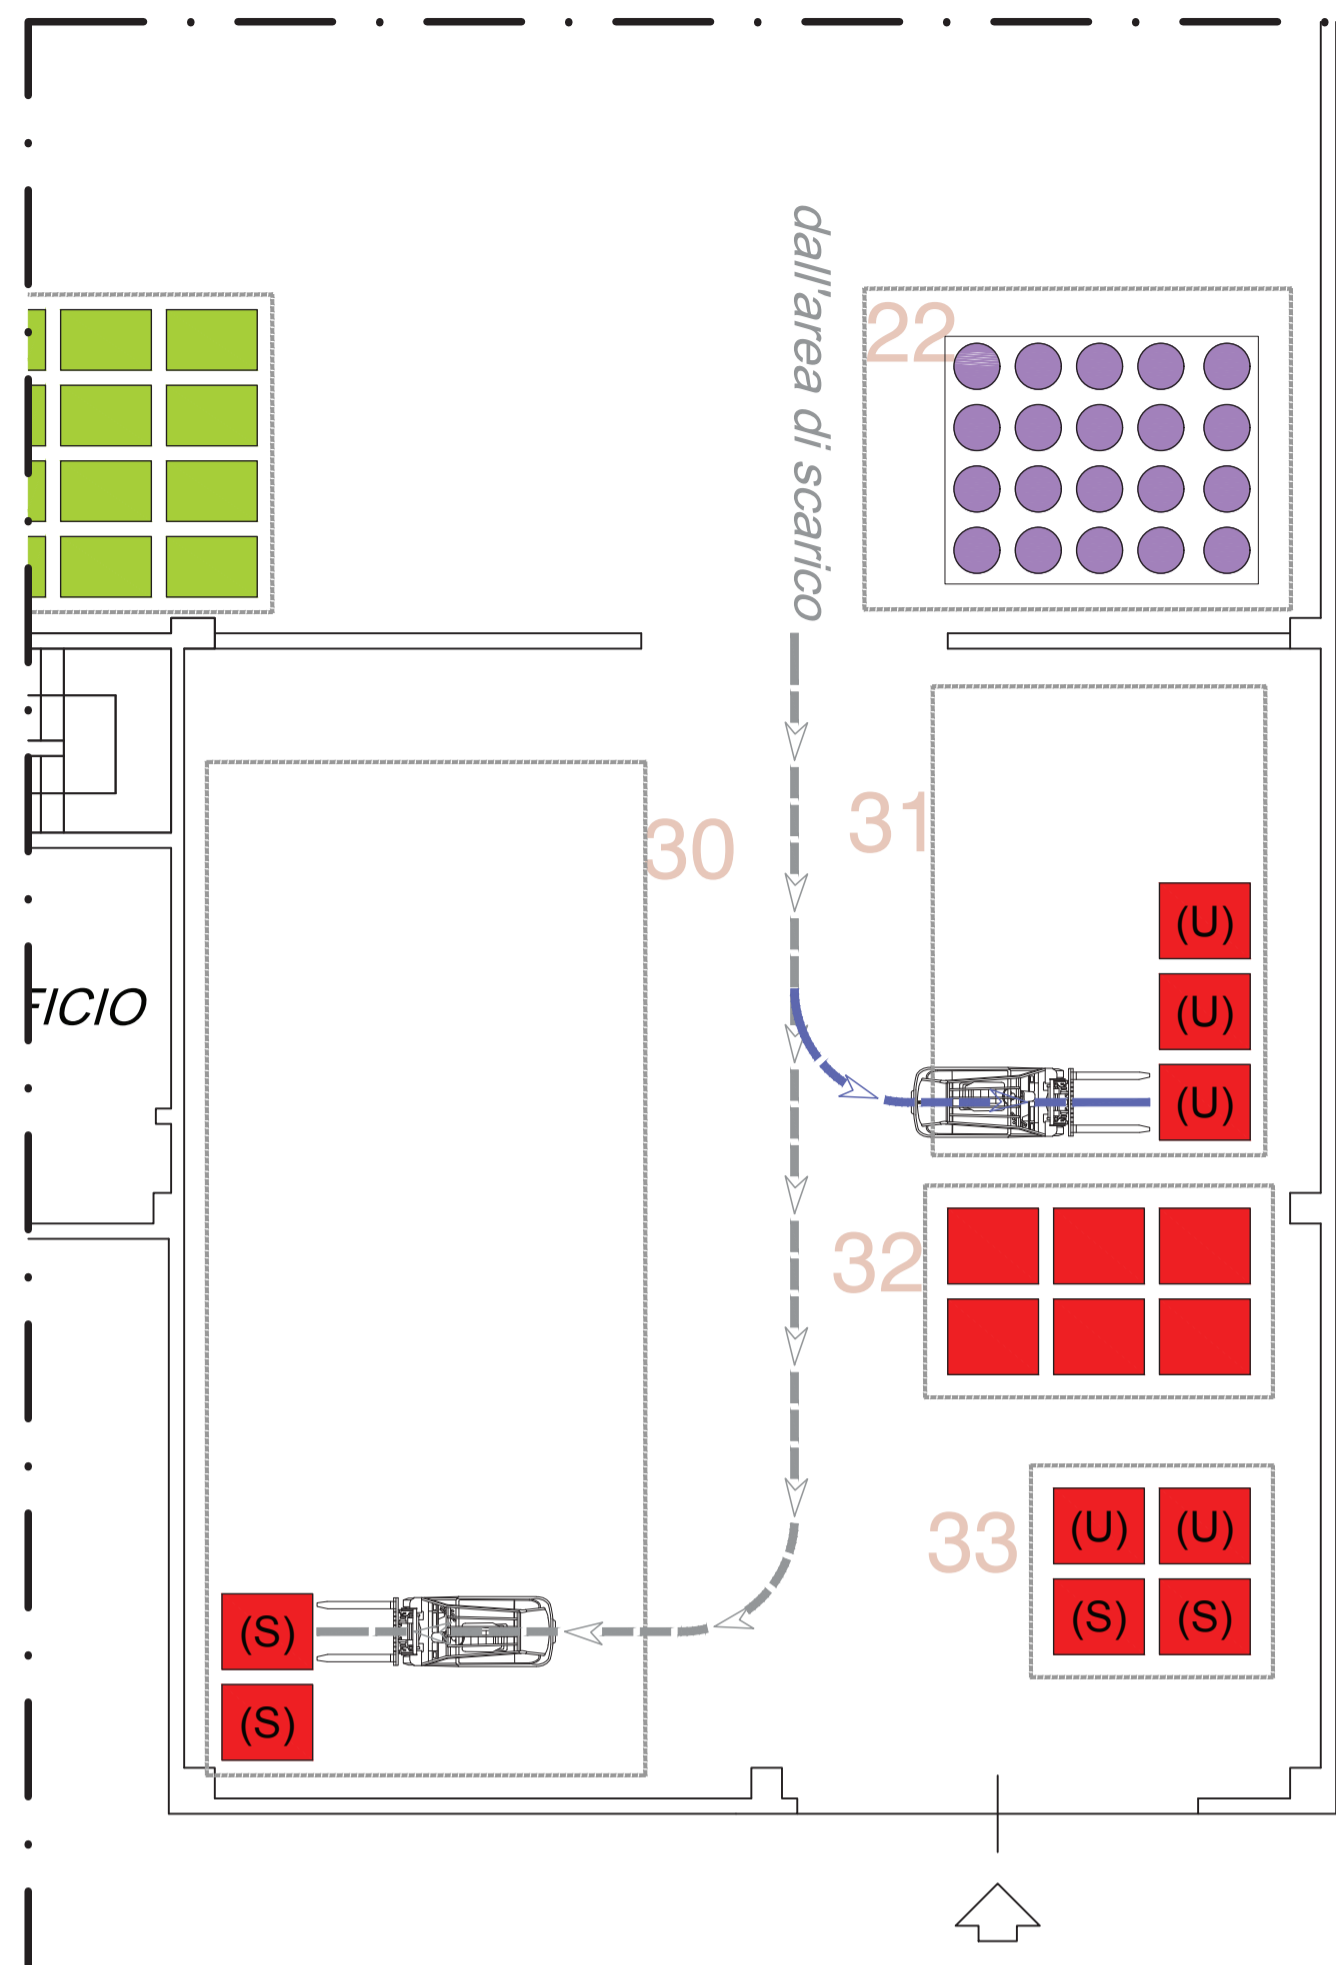 dall'area di scarico
22
30
31
(U)
(U)
FICIO
(U)
32
33
(U) (U)
(S) (S)
(S)
(S)